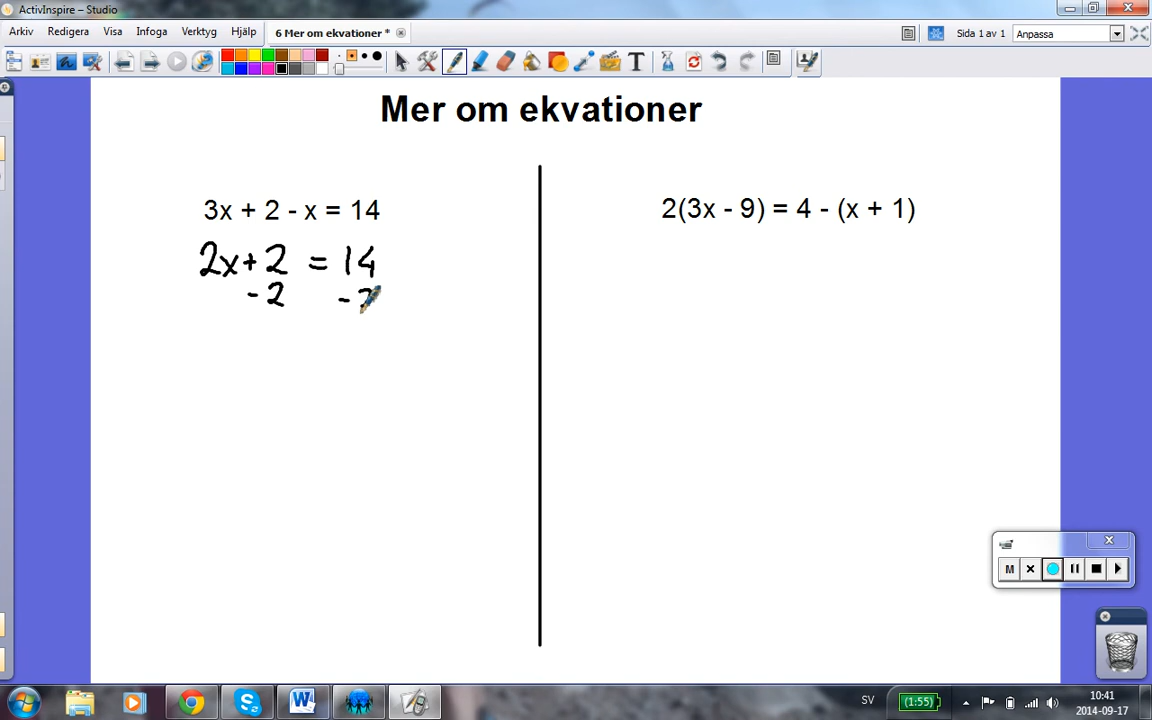 ActivInspire – Studio
Arkiv Redigera Visa Infoga Verktyg Hjälp
6 Mer om ekvationer *
Sida 1 av 1
Anpassa
Mer om ekvationer
3x + 2 - x = 14
2x+2 = 14
-2 -2
2(3x - 9) = 4 - (x + 1)
M
SV
(1:55)
10:41
2014-09-17